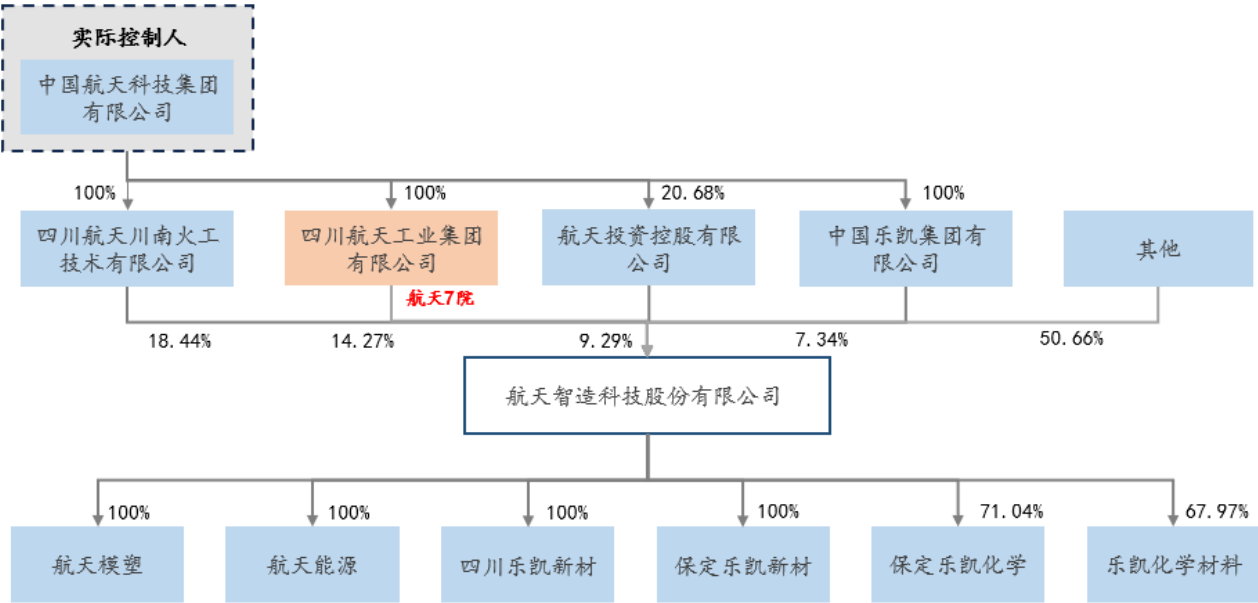 实际控制人
中国航天科技集团
有限公司
100%
100%
20.68%
100%
四川航天川南火工
技术有限公司
四川航天工业集团
有限公司
航天投资控股有限
公司
中国乐凯集团有
限公司
其他
航天7院
18.44%
14.27%
9.29%
7.34%
50.66%
航天智造科技股份有限公司
100%
100%
100%
100%
71.04%
67.97%
航天模塑
航天能源
四川乐凯新材
保定乐凯新材
保定乐凯化学
乐凯化学材料